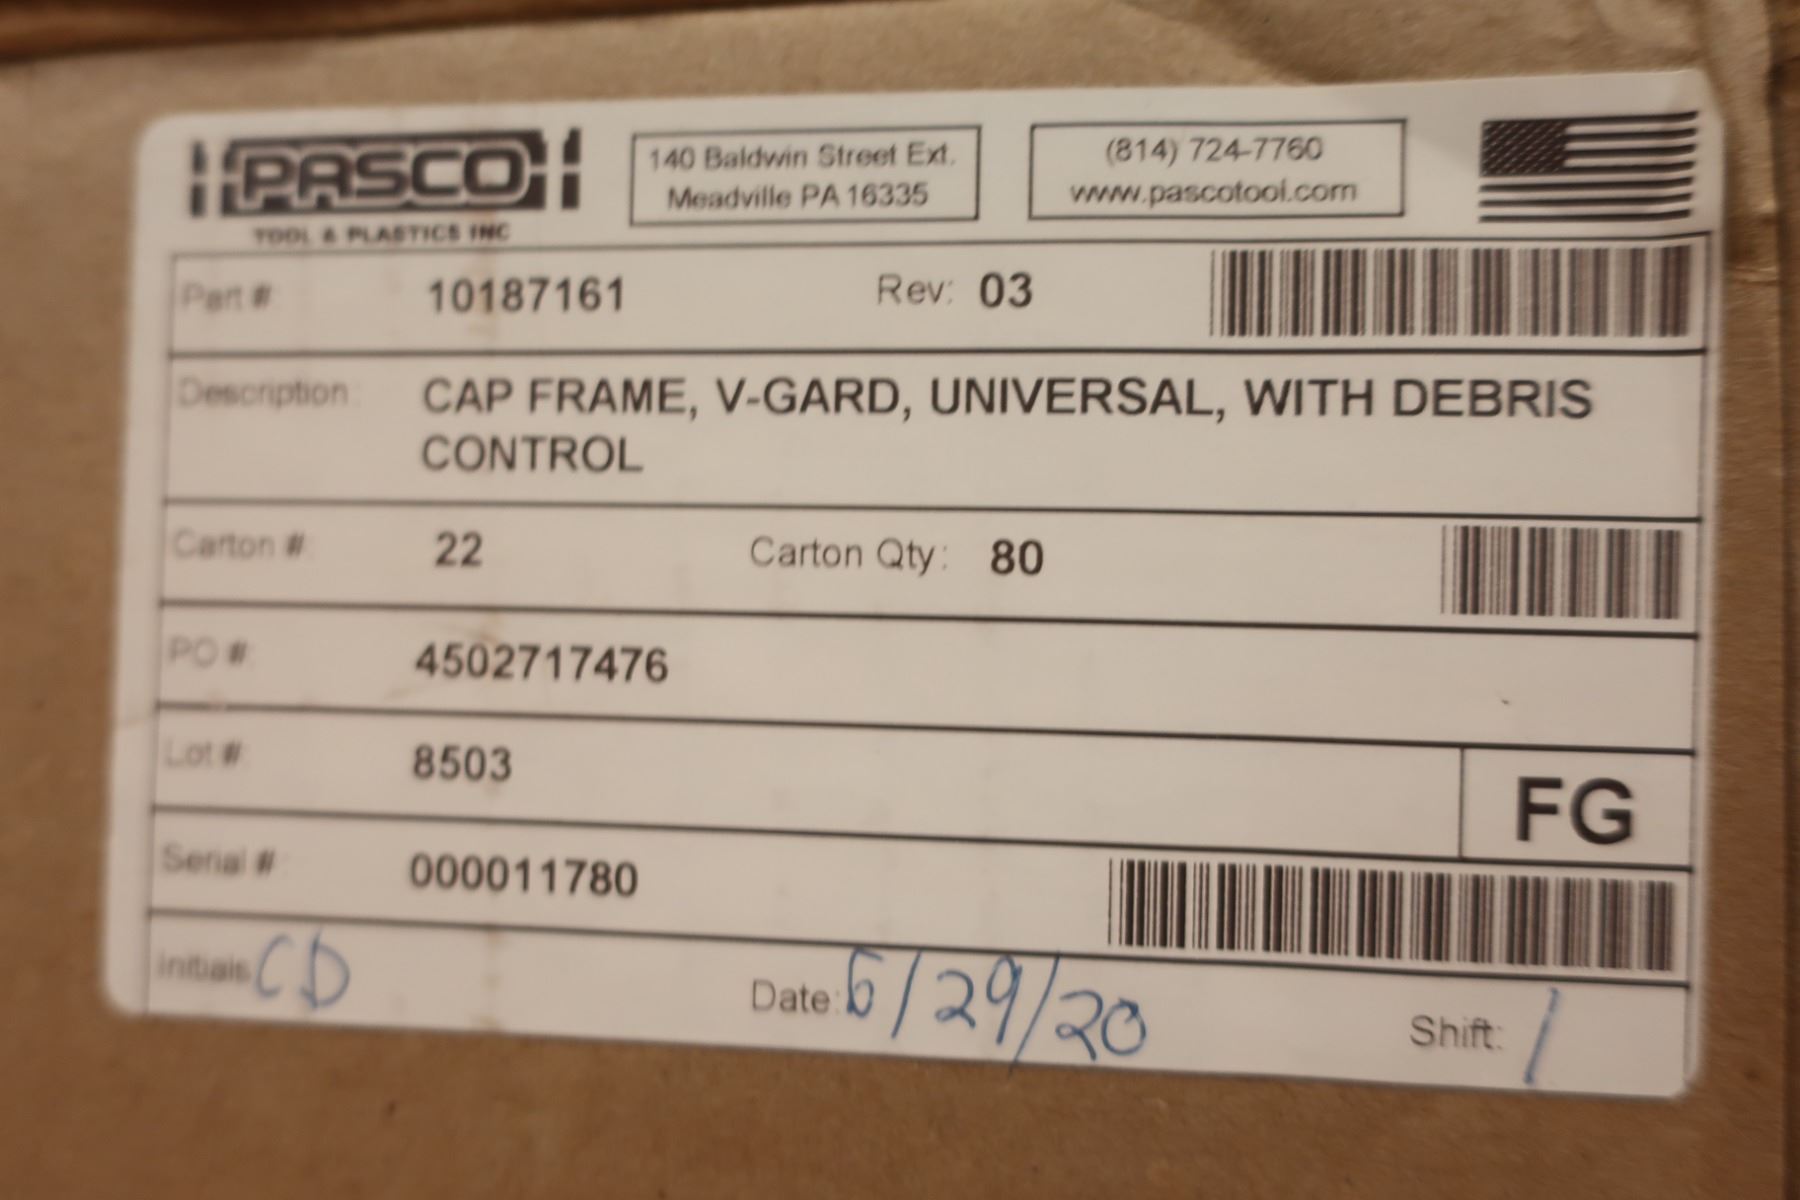 PASCO
TOOL & PLASTICS INC
140 Baldwin Street Ext.
Meadville PA 16335
(814) 724-7760
www.pascotool.com
Part # 10187161 Rev: 03
Description: CAP FRAME, V-GARD, UNIVERSAL, WITH DEBRIS
CONTROL
Carton #: 22 Carton Qty: 80
PO #: 4502717476
Lot #: 8503
FG
Serial #: 000011780
Initials: CD Date: 6/29/20 Shift: 1